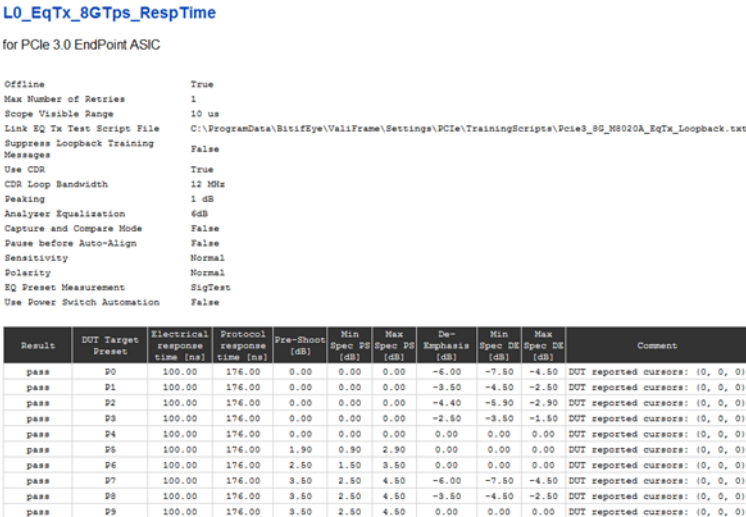 L0_EqTx_8GTps_RespTime
for PCIe 3.0 EndPoint ASIC
Offline True
Max Number of Retries 1
Scope Visible Range 10 us
Link EQ Tx Test Script File C:\ProgramData\BitifEye\ValiFrame\Settings\PCIe\TrainingScripts\Pcie3_8G_M8020A_EqTx_Loopback.txt
Suppress Loopback Training
Messages False
Use CDR True
CDR Loop Bandwidth 12 MHz
Peaking 1 dB
Analyzer Equalization 6dB
Capture and Compare Mode False
Pause before Auto-Align False
Sensitivity Normal
Polarity Normal
EQ Preset Measurement SigTest
Use Power Switch Automation False
Result DUT Target Preset Electrical response time [ns] Protocol response time [ns] Pre-Shoot [dB] Min Spec PS [dB] Max Spec PS [dB] De-Emphasis [dB] Min Spec DE [dB] Max Spec DE [dB] Comment
pass P0 100.00 176.00 0.00 0.00 0.00 -6.00 -7.50 -4.50 DUT reported cursors: (0, 0, 0)
pass P1 100.00 176.00 0.00 0.00 0.00 -3.50 -4.50 -2.50 DUT reported cursors: (0, 0, 0)
pass P2 100.00 176.00 0.00 0.00 0.00 -4.40 -5.90 -2.90 DUT reported cursors: (0, 0, 0)
pass P3 100.00 176.00 0.00 0.00 0.00 -2.50 -3.50 -1.50 DUT reported cursors: (0, 0, 0)
pass P4 100.00 176.00 0.00 0.00 0.00 0.00 0.00 0.00 DUT reported cursors: (0, 0, 0)
pass P5 100.00 176.00 1.90 0.90 2.90 0.00 0.00 0.00 DUT reported cursors: (0, 0, 0)
pass P6 100.00 176.00 2.50 1.50 3.50 0.00 0.00 0.00 DUT reported cursors: (0, 0, 0)
pass P7 100.00 176.00 3.50 2.50 4.50 -6.00 -7.50 -4.50 DUT reported cursors: (0, 0, 0)
pass P8 100.00 176.00 3.50 2.50 4.50 -3.50 -4.50 -2.50 DUT reported cursors: (0, 0, 0)
pass P9 100.00 176.00 3.50 2.50 4.50 0.00 0.00 0.00 DUT reported cursors: (0, 0, 0)